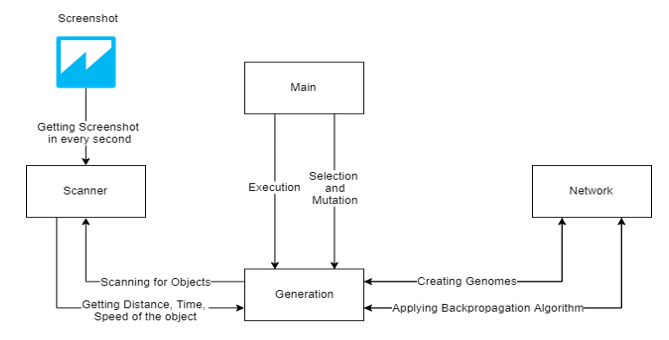 Screenshot
Main
Getting Screenshot
in every second
Scanner
Execution
Selection
and
Mutation
Network
Scanning for Objects
Generation
Creating Genomes
Getting Distance, Time,
Speed of the object
Applying Backpropagation Algorithm